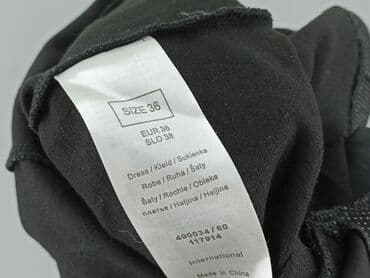 SIZE 36
EUR 36
SLO 38
Dress / Kleid / Sukienka
Robe / Ruha / Šaty
Šaty / Rochie / Obleka
платье / Haljina / Haljina
490034 / 60
117914
International
Made in China